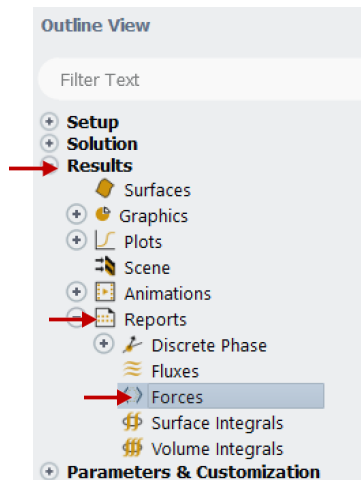 Outline View
Filter Text
Setup
Solution
Results
Surfaces
Graphics
Plots
Scene
Animations
Reports
Discrete Phase
Fluxes
Forces
Surface Integrals
Volume Integrals
Parameters & Customization